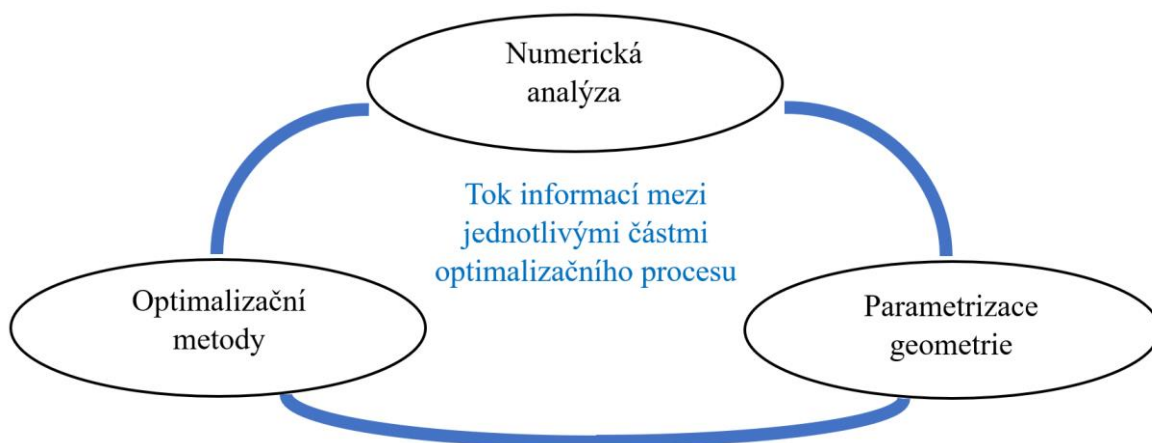 Numerická
analýza
Tok informací mezi
jednotlivými částmi
optimalizačního procesu
Optimalizační
metody
Parametrizace
geometrie